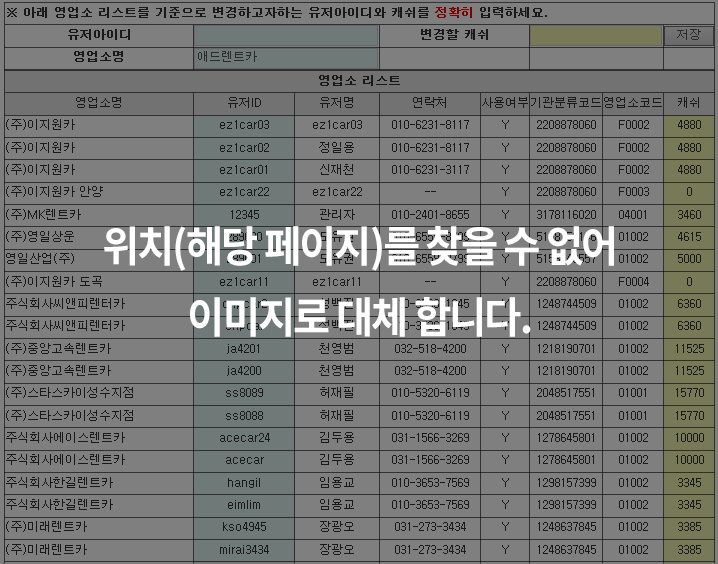 ※ 아래 영업소 리스트를 기준으로 변경하고자하는 유저아이디와 캐쉬를 정확히 입력하세요.
유저아이디 변경할 캐쉬 저장
영업소명 애드렌트카
영업소 리스트
영업소명 유저ID 유저명 연락처 사용여부 기관분류코드 영업소코드 캐쉬
(주)이지원카 ez1car03 ez1car03 010-6231-8117 Y 2208878060 F0002 4880
(주)이지원카 ez1car02 정일용 010-6231-8117 Y 2208878060 F0002 4880
(주)이지원카 ez1car01 신재천 010-6231-3117 Y 2208878060 F0002 4880
(주)이지원카 안양 ez1car22 ez1car22 -- Y 2208878060 F0003 0
(주)MK렌트카 12345 관리자 010-2401-8655 Y 3178116020 04001 3460
(주)영일상운 4615
위치(해당 페이지)를 찾을 수 없어
영일산업(주) 01002 5000
(주)이지원카 도곡 ez1car11 ez1car11 -- Y 2208878060 F0004 0
주식회사씨앤피렌터카 Y 1248744509 01002 6360
이미지로 대체 합니다.
주식회사씨앤피렌터카 Y 1248744509 01002 6360
(주)중앙고속렌트카 ja4201 천영범 032-518-4200 Y 1218190701 01002 11525
(주)중앙고속렌트카 ja4200 천영범 032-518-4200 Y 1218190701 01002 11525
(주)스타스카이성수지점 ss8089 허재필 010-5320-6119 Y 2048517551 01001 15770
(주)스타스카이성수지점 ss8088 허재필 010-5320-6119 Y 2048517551 01001 15770
주식회사에이스렌트카 acecar24 김두용 031-1566-3269 Y 1278645801 01002 10000
주식회사에이스렌트카 acecar 김두용 031-1566-3269 Y 1278645801 01002 10000
주식회사한길렌트카 hangil 임용교 010-3653-7569 Y 1298157399 01002 3345
주식회사한길렌트카 eimlim 임용교 010-3653-7569 Y 1298157399 01002 3345
(주)미래렌트카 kso4945 장광오 031-273-3434 Y 1248637845 01002 3385
(주)미래렌트카 mirai3434 장광오 031-273-3434 Y 1248637845 01002 3385